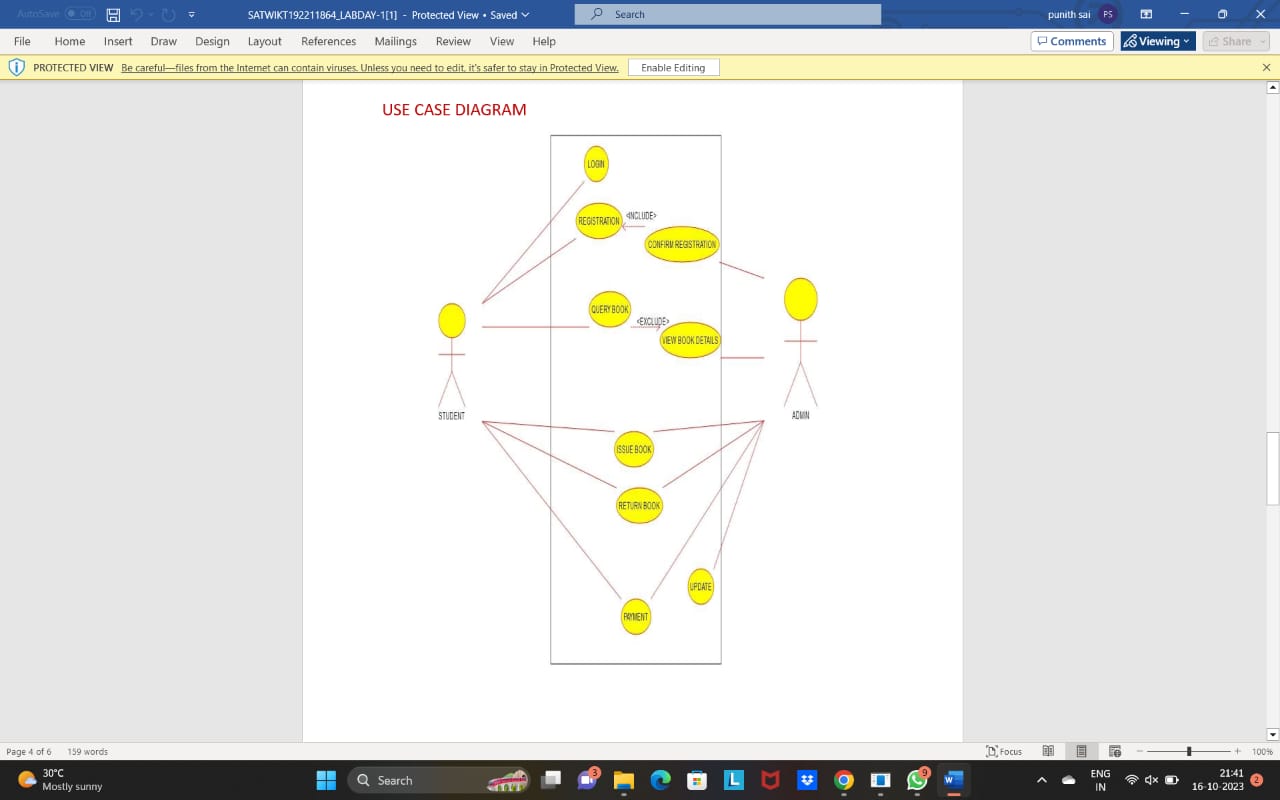 AutoSave Off SATWIKT192211864_LABDAY-1[1] - Protected View • Saved Search punith sai PS
File Home Insert Draw Design Layout References Mailings Review View Help Comments Viewing Share
PROTECTED VIEW Be careful—files from the Internet can contain viruses. Unless you need to edit, it's safer to stay in Protected View. Enable Editing
USE CASE DIAGRAM
LOGIN
REGISTRATION
<INCLUDE>
CONFIRM REGISTRATION
QUERY BOOK
<EXCLUDE>
VIEW BOOK DETAILS
STUDENT
ADMIN
ISSUE BOOK
RETURN BOOK
UPDATE
PAYMENT
Page 4 of 6 159 words Focus 100%
30°C
Mostly sunny
Search
3
L
9
W
ENG
IN
21:41
16-10-2023
2